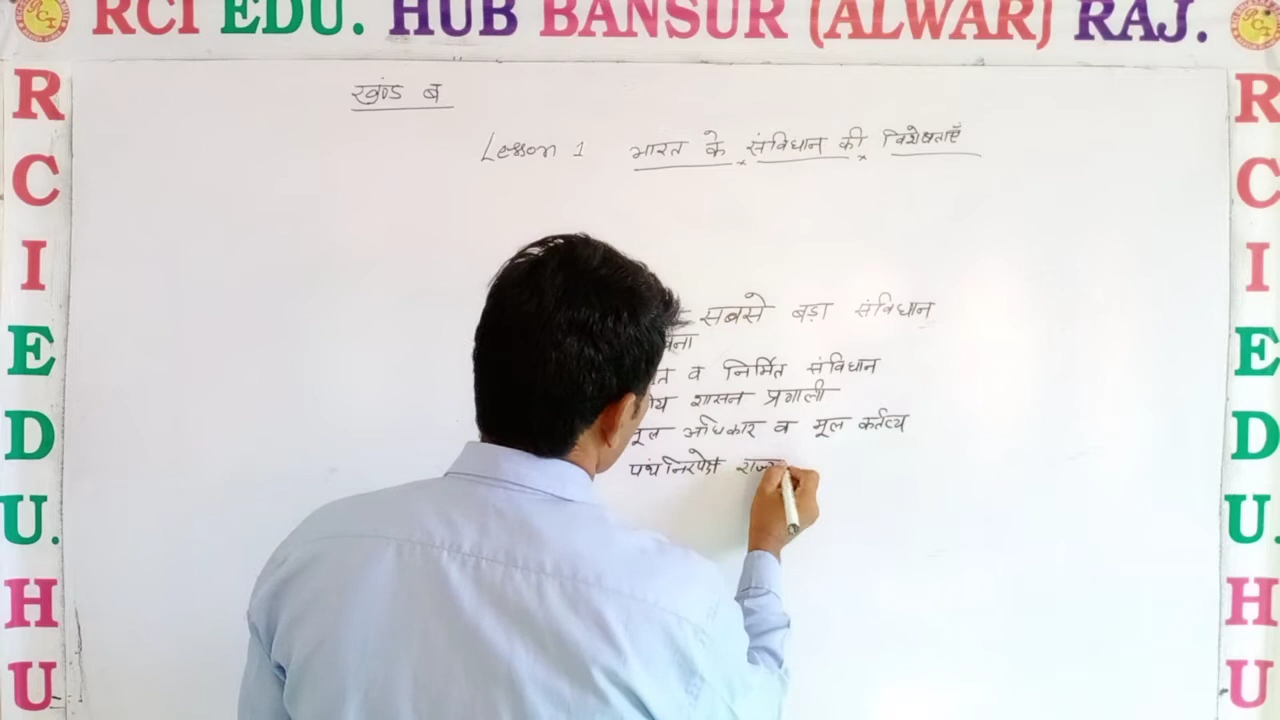 RCI EDU. HUB BANSUR (ALWAR) RAJ.
R C I E D U. H U
खण्ड ब
Lesson 1 भारत के संविधान की विशेषताएँ
सबसे बड़ा संविधान
व निर्मित संविधान
शासन प्रणाली
मूल अधिकार व मूल कर्तव्य
पंथनिरपेक्ष राज्य
R C I E D U. H U